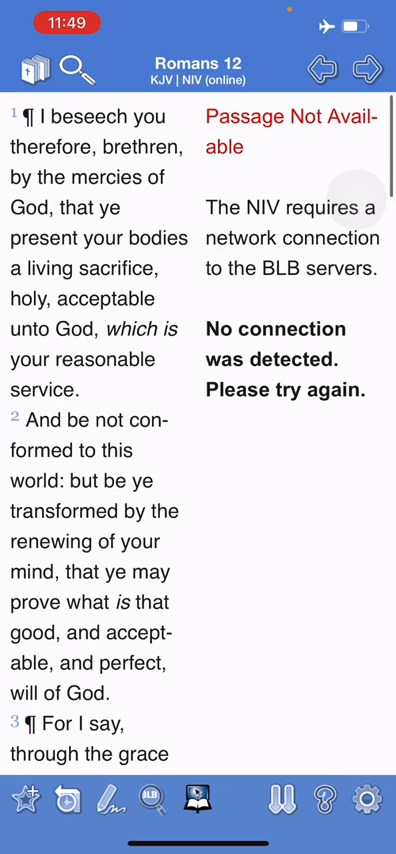 11:49
Romans 12
KJV | NIV (online)
1 ¶ I beseech you
therefore, brethren,
by the mercies of
God, that ye
present your bodies
a living sacrifice,
holy, acceptable
unto God, which is
your reasonable
service.
2 And be not con-
formed to this
world: but be ye
transformed by the
renewing of your
mind, that ye may
prove what is that
good, and accept-
able, and perfect,
will of God.
3 ¶ For I say,
through the grace
Passage Not Avail-
able
The NIV requires a
network connection
to the BLB servers.
No connection
was detected.
Please try again.
BLB